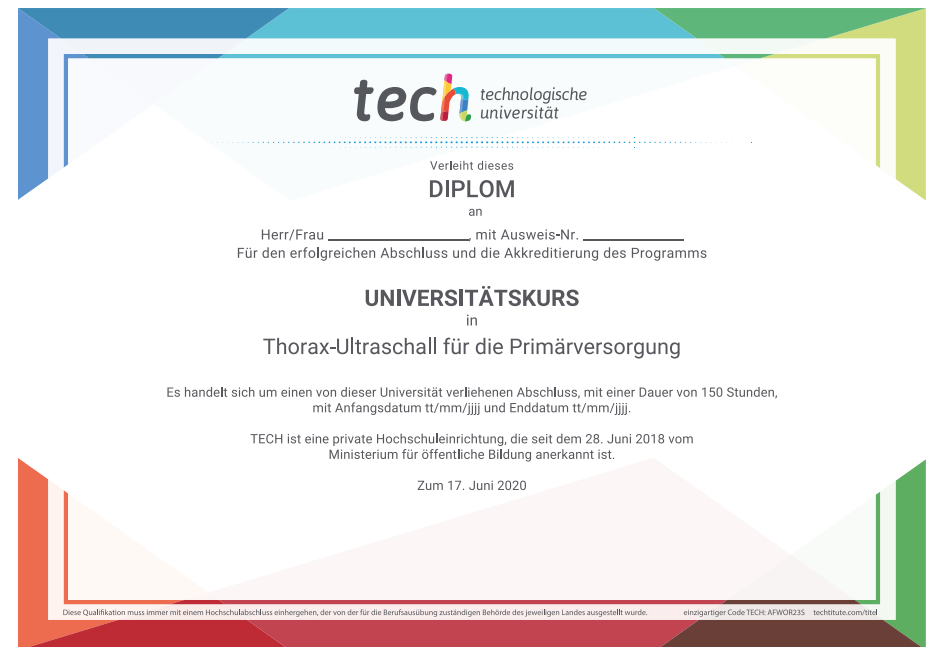 tech technologische
universität
Verleiht dieses
DIPLOM
an
Herr/Frau ____________, mit Ausweis-Nr. ____________
Für den erfolgreichen Abschluss und die Akkreditierung des Programms
UNIVERSITÄTSKURS
in
Thorax-Ultraschall für die Primärversorgung
Es handelt sich um einen von dieser Universität verliehenen Abschluss, mit einer Dauer von 150 Stunden,
mit Anfangsdatum tt/mm/jjjj und Enddatum tt/mm/jjjj.
TECH ist eine private Hochschuleinrichtung, die seit dem 28. Juni 2018 vom
Ministerium für öffentliche Bildung anerkannt ist.
Zum 17. Juni 2020
Diese Qualifikation muss immer mit einem Hochschulabschluss einhergehen, der von der für die Berufsausübung zuständigen Behörde des jeweiligen Landes ausgestellt wurde. einzigartiger Code TECH: AFWOR23S techtitute.com/titel